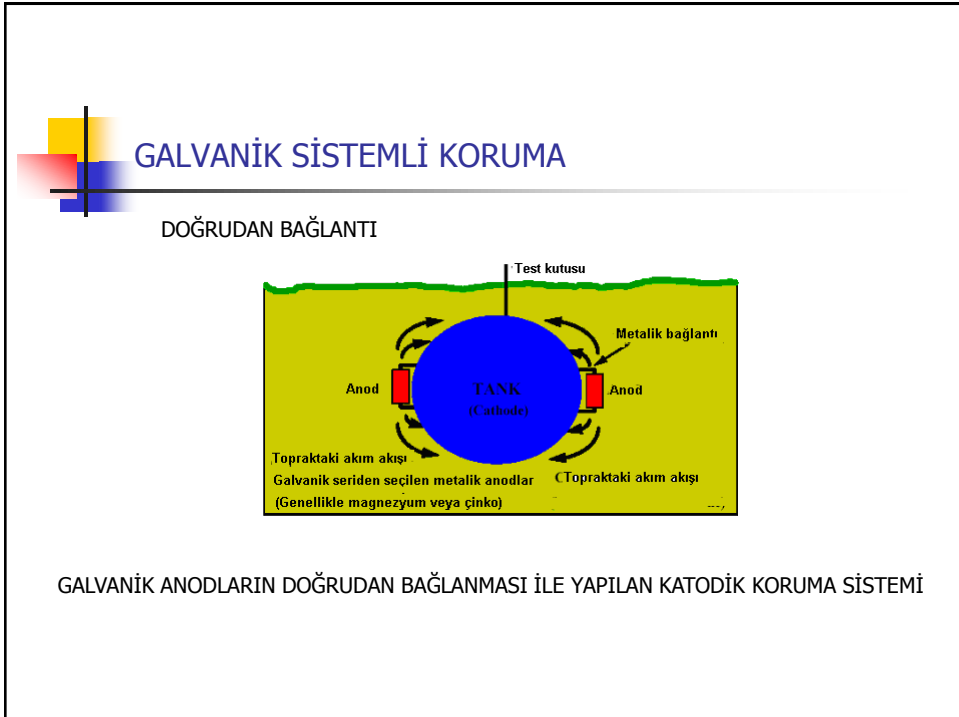 GALVANİK SİSTEMLİ KORUMA
DOĞRUDAN BAĞLANTI
Test kutusu
Metalik bağlantı
Anod
TANK
(Cathode)
Anod
Topraktaki akım akışı
Galvanik seriden seçilen metalik anodlar
(Genellikle magnezyum veya çinko)
Topraktaki akım akışı
GALVANİK ANODLARIN DOĞRUDAN BAĞLANMASI İLE YAPILAN KATODİK KORUMA SİSTEMİ